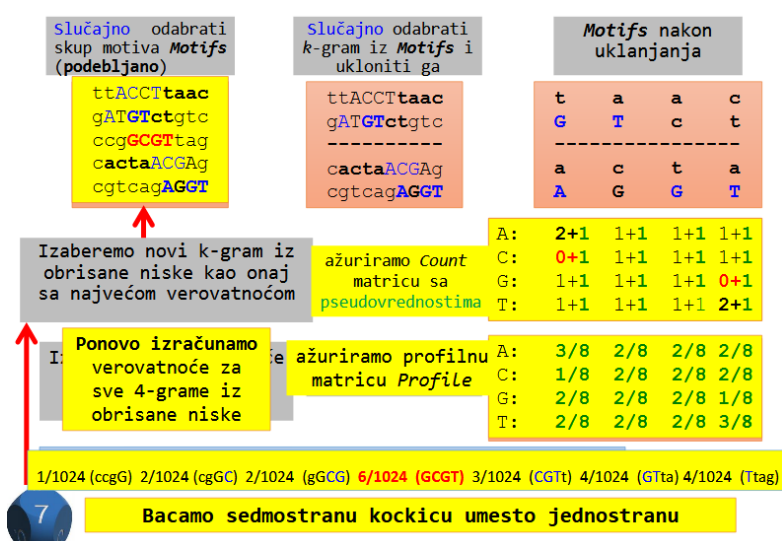 Slučajno odabrati
skup motiva Motifs
(podebljano)
Slučajno odabrati
k-gram iz Motifs i
ukloniti ga
Motifs nakon
uklanjanja
ttACCTtaac
gATGTctgtc
ccgGCGTtag
cactaACGAg
cgtcagAGGT
ttACCTtaac
gATGTctgtc
----------
cactaACGAg
cgtcagAGGT
t a a c
G T c t
----------------
a c t a
A G G T
Izaberemo novi k-gram iz
obrisane niske kao onaj
sa najvećom verovatnoćom
ažuriramo Count
matricu sa
pseudovrednostima
A: 2+1 1+1 1+1 1+1
C: 0+1 1+1 1+1 1+1
G: 1+1 1+1 1+1 0+1
T: 1+1 1+1 1+1 2+1
Ponovo izračunamo
verovatnoće za
sve 4-grame iz
obrisane niske
ažuriramo profilnu
matricu Profile
A: 3/8 2/8 2/8 2/8
C: 1/8 2/8 2/8 2/8
G: 2/8 2/8 2/8 1/8
T: 2/8 2/8 2/8 3/8
1/1024 (ccgG) 2/1024 (cgGC) 2/1024 (gGCG) 6/1024 (GCGT) 3/1024 (CGTt) 4/1024 (GTta) 4/1024 (Ttag)
7
Bacamo sedmostranu kockicu umesto jednostranu